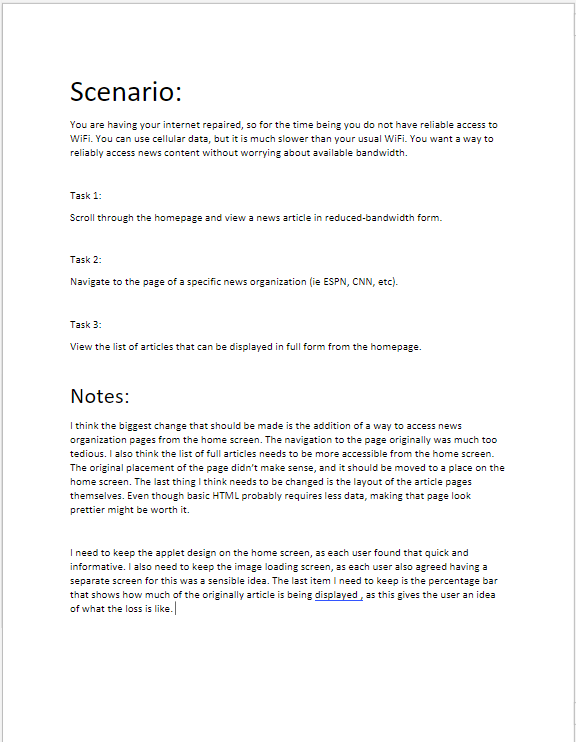 Scenario:
You are having your internet repaired, so for the time being you do not have reliable access to
WiFi. You can use cellular data, but it is much slower than your usual WiFi. You want a way to
reliably access news content without worrying about available bandwidth.
Task 1:
Scroll through the homepage and view a news article in reduced-bandwidth form.
Task 2:
Navigate to the page of a specific news organization (ie ESPN, CNN, etc).
Task 3:
View the list of articles that can be displayed in full form from the homepage.
Notes:
I think the biggest change that should be made is the addition of a way to access news
organization pages from the home screen. The navigation to the page originally was much too
tedious. I also think the list of full articles needs to be more accessible from the home screen.
The original placement of the page didn't make sense, and it should be moved to a place on the
home screen. The last thing I think needs to be changed is the layout of the article pages
themselves. Even though basic HTML probably requires less data, making that page look
prettier might be worth it.
I need to keep the applet design on the home screen, as each user found that quick and
informative. I also need to keep the image loading screen, as each user also agreed having a
separate screen for this was a sensible idea. The last item I need to keep is the percentage bar
that shows how much of the originally article is being displayed , as this gives the user an idea
of what the loss is like.